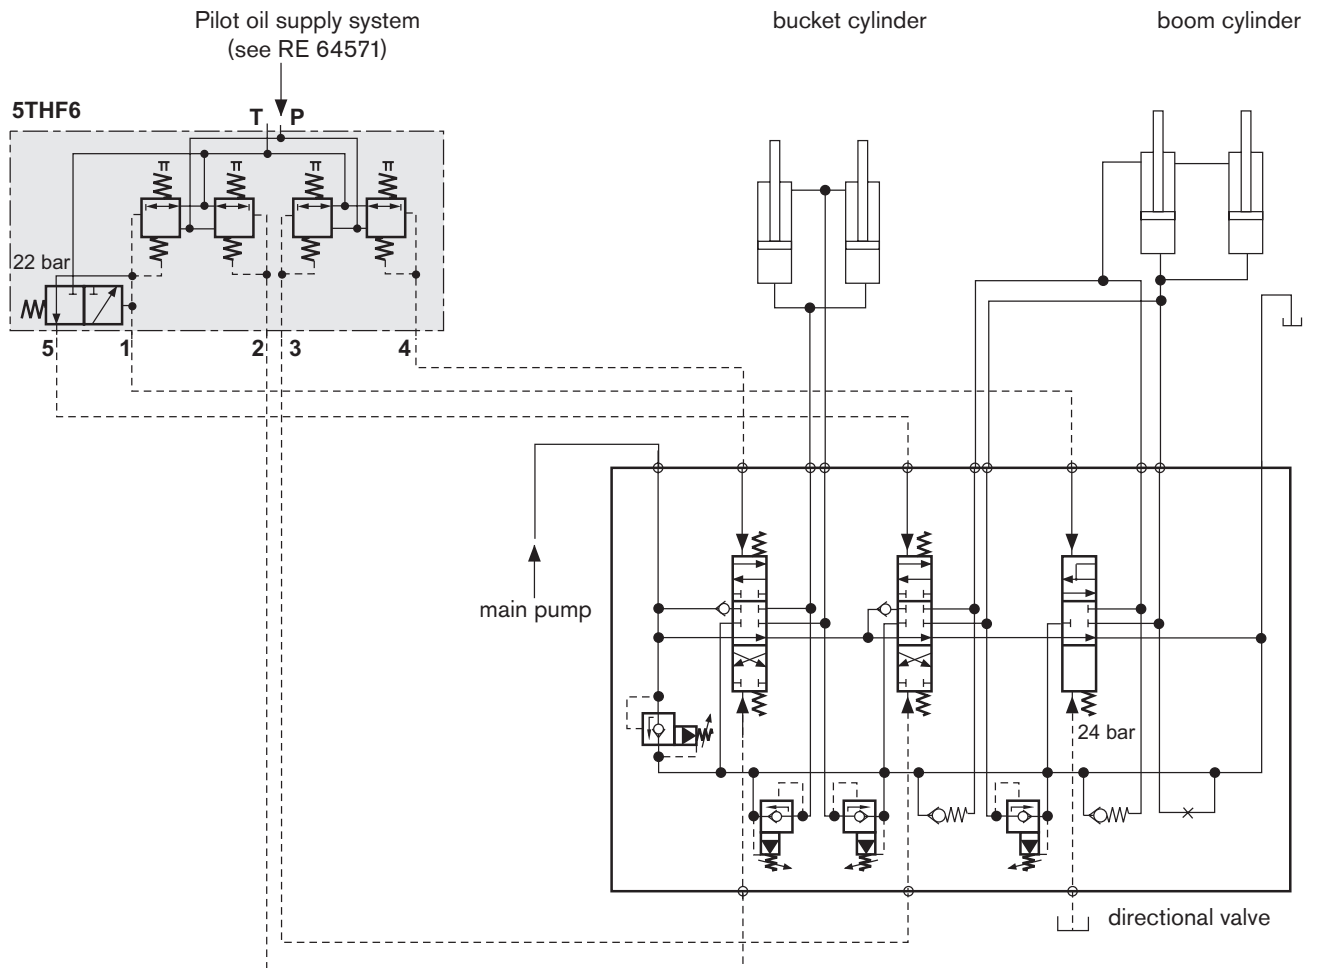 Pilot oil supply system
(see RE 64571)
bucket cylinder
boom cylinder
5THF6
T P
22 bar
5 1 2 3 4
main pump
24 bar
directional valve